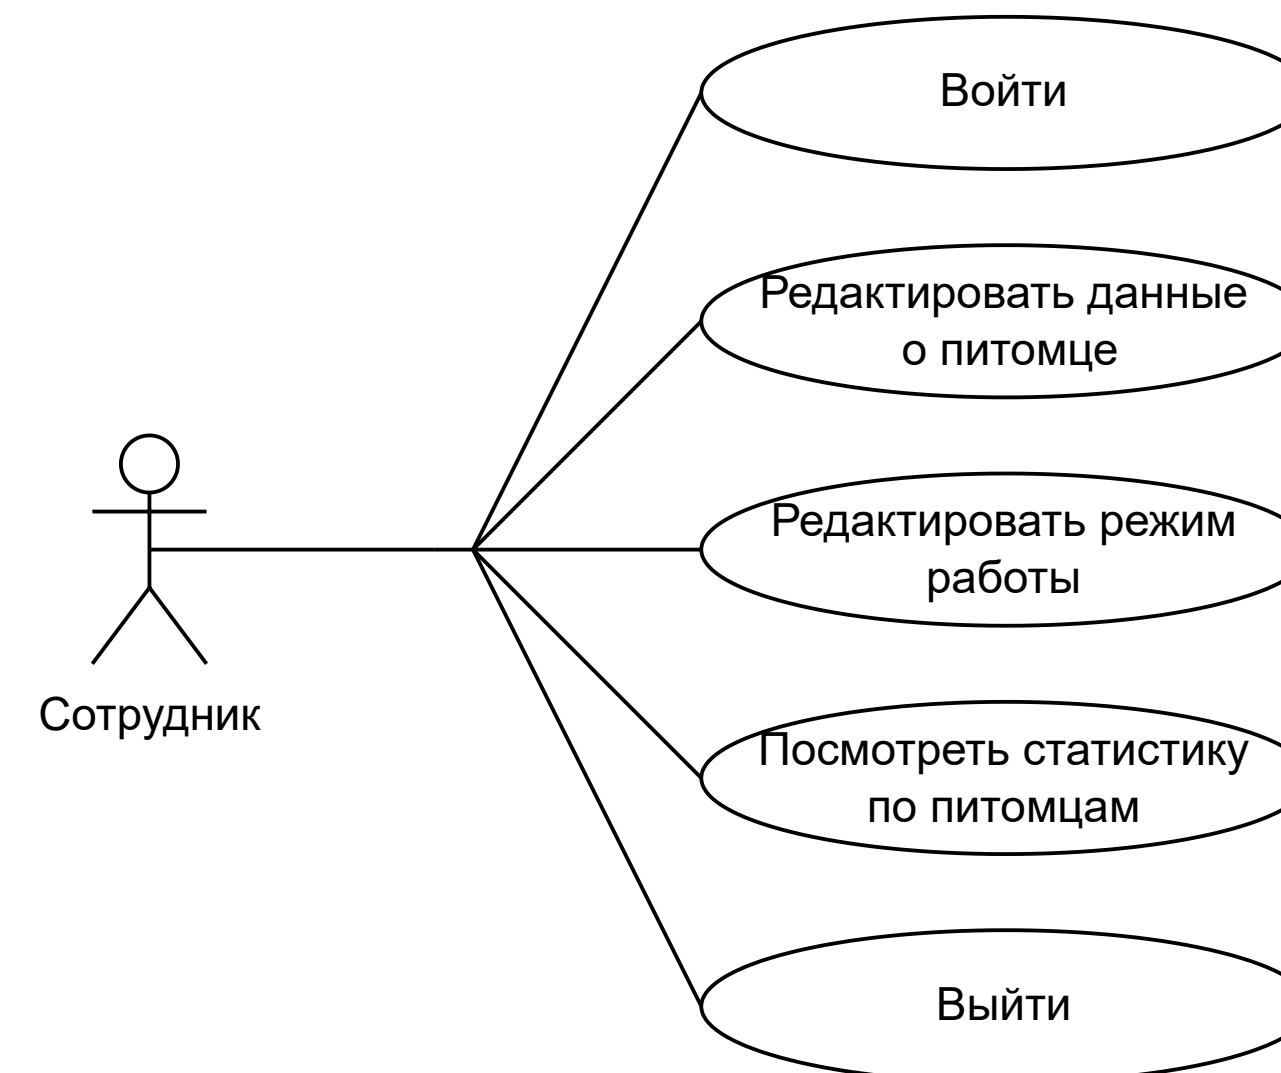 Войти
Редактировать данные
о питомце
Редактировать режим
работы
Сотрудник
Посмотреть статистику
по питомцам
Выйти